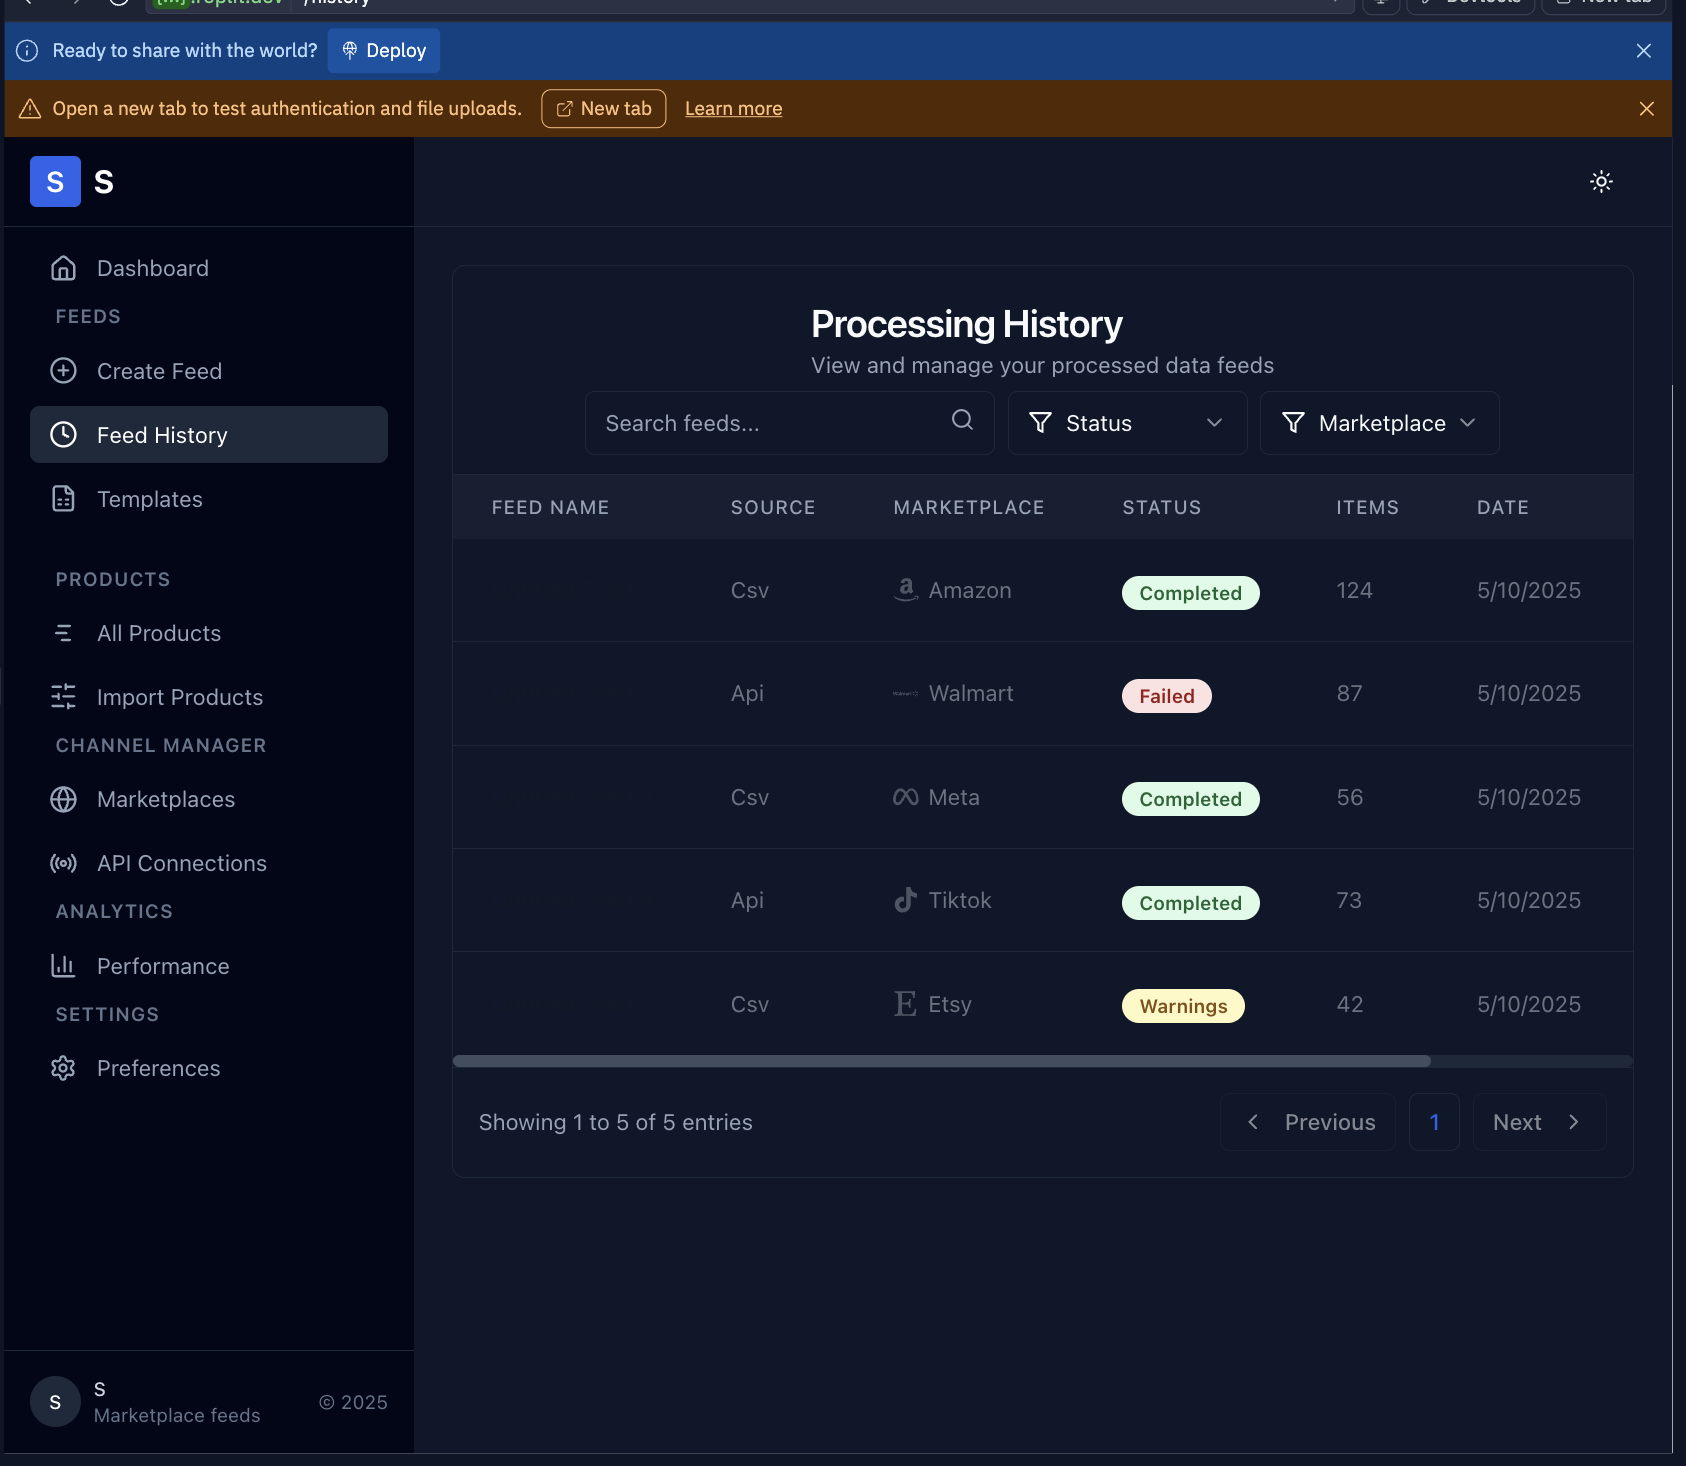 /history
Ready to share with the world? Deploy
Open a new tab to test authentication and file uploads. New tab Learn more
S S
Dashboard
FEEDS
Create Feed
Feed History
Templates
PRODUCTS
All Products
Import Products
CHANNEL MANAGER
Marketplaces
API Connections
ANALYTICS
Performance
SETTINGS
Preferences
S
S
Marketplace feeds
© 2025
Processing History
View and manage your processed data feeds
Search feeds... Status Marketplace
FEED NAME SOURCE MARKETPLACE STATUS ITEMS DATE
Csv Amazon Completed 124 5/10/2025
Api Walmart Failed 87 5/10/2025
Csv Meta Completed 56 5/10/2025
Api Tiktok Completed 73 5/10/2025
Csv Etsy Warnings 42 5/10/2025
Showing 1 to 5 of 5 entries
Previous 1 Next